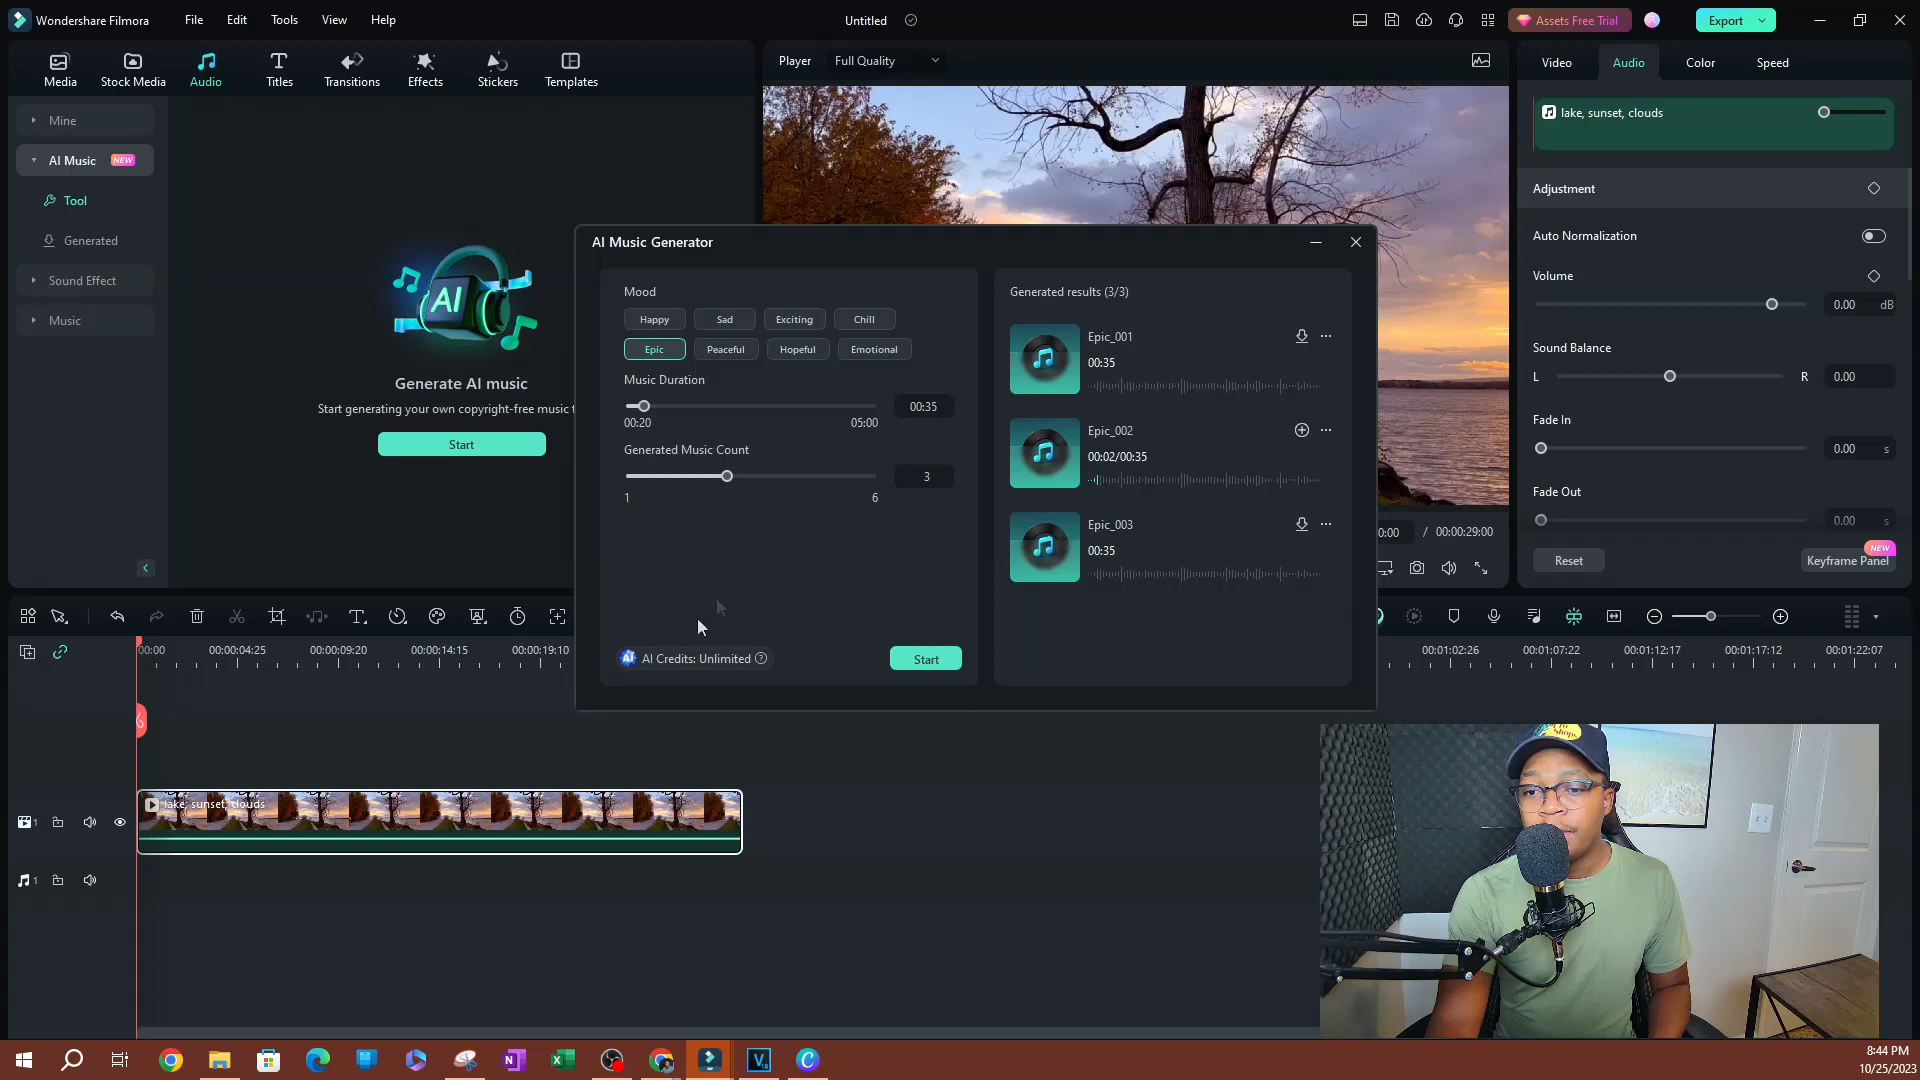 Wondershare Filmora
File
Edit
Tools
View
Help
Untitled
Assets Free Trial
Export
Media
Stock Media
Audio
Titles
Transitions
Effects
Stickers
Templates
Player
Full Quality
Video
Audio
Color
Speed
Mine
AI Music NEW
Tool
Generated
Sound Effect
Music
AI
Generate AI music
Start generating your own copyright-free music
Start
AI Music Generator
Mood
Happy
Sad
Exciting
Chill
Epic
Peaceful
Hopeful
Emotional
Music Duration
00:35
00:20
05:00
Generated Music Count
3
1
6
AI AI Credits: Unlimited
Start
Generated results (3/3)
Epic_001
00:35
Epic_002
00:02/00:35
Epic_003
00:35
lake, sunset, clouds
Adjustment
Auto Normalization
Volume
0.00 dB
Sound Balance
L
R
0.00
Fade In
0.00 s
Fade Out
0.00 s
0:00 / 00:00:29:00
Reset
NEW
Keyframe Panel
00:00
00:00:04:25
00:00:09:20
00:00:14:15
00:00:19:10
00:01:02:26
00:01:07:22
00:01:12:17
00:01:17:12
00:01:22:07
lake, sunset, clouds
1
1
Pro
Shops
8:44 PM
10/25/2023